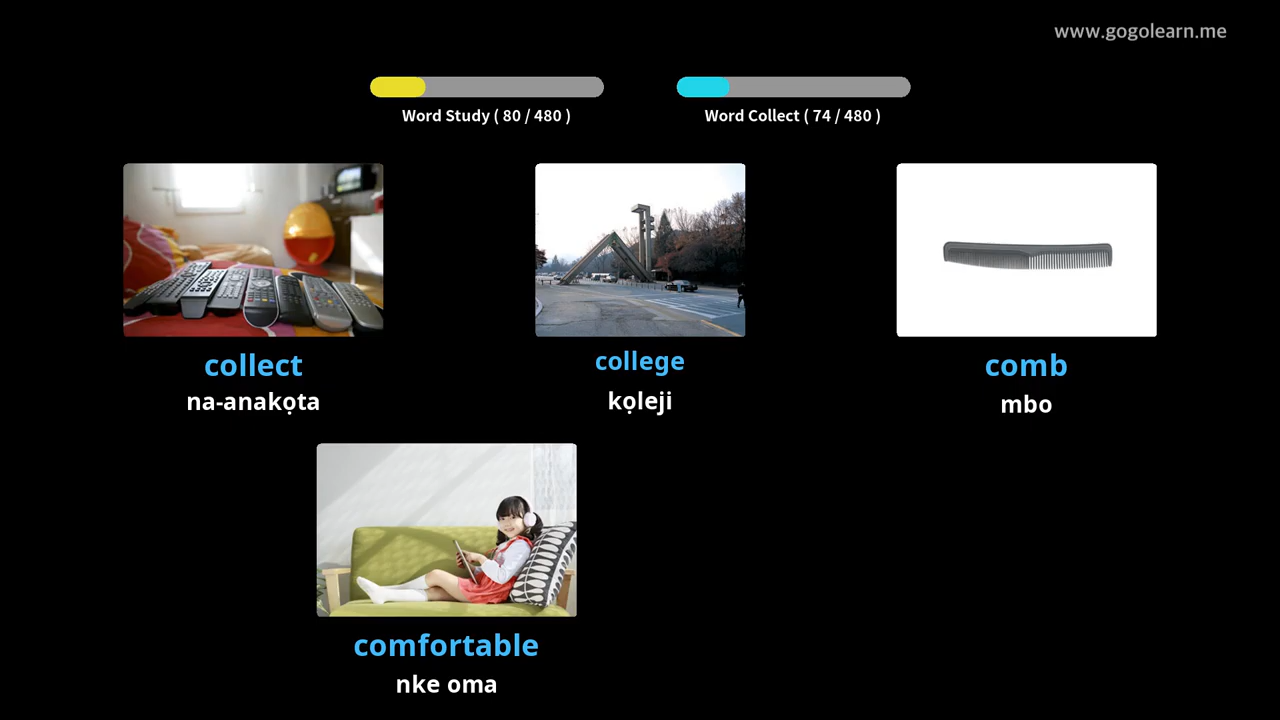 www.gogolearn.me
Word Study ( 80 / 480 )
Word Collect ( 74 / 480 )
collect
na-anakọta
college
kọleji
comb
mbo
comfortable
nke oma